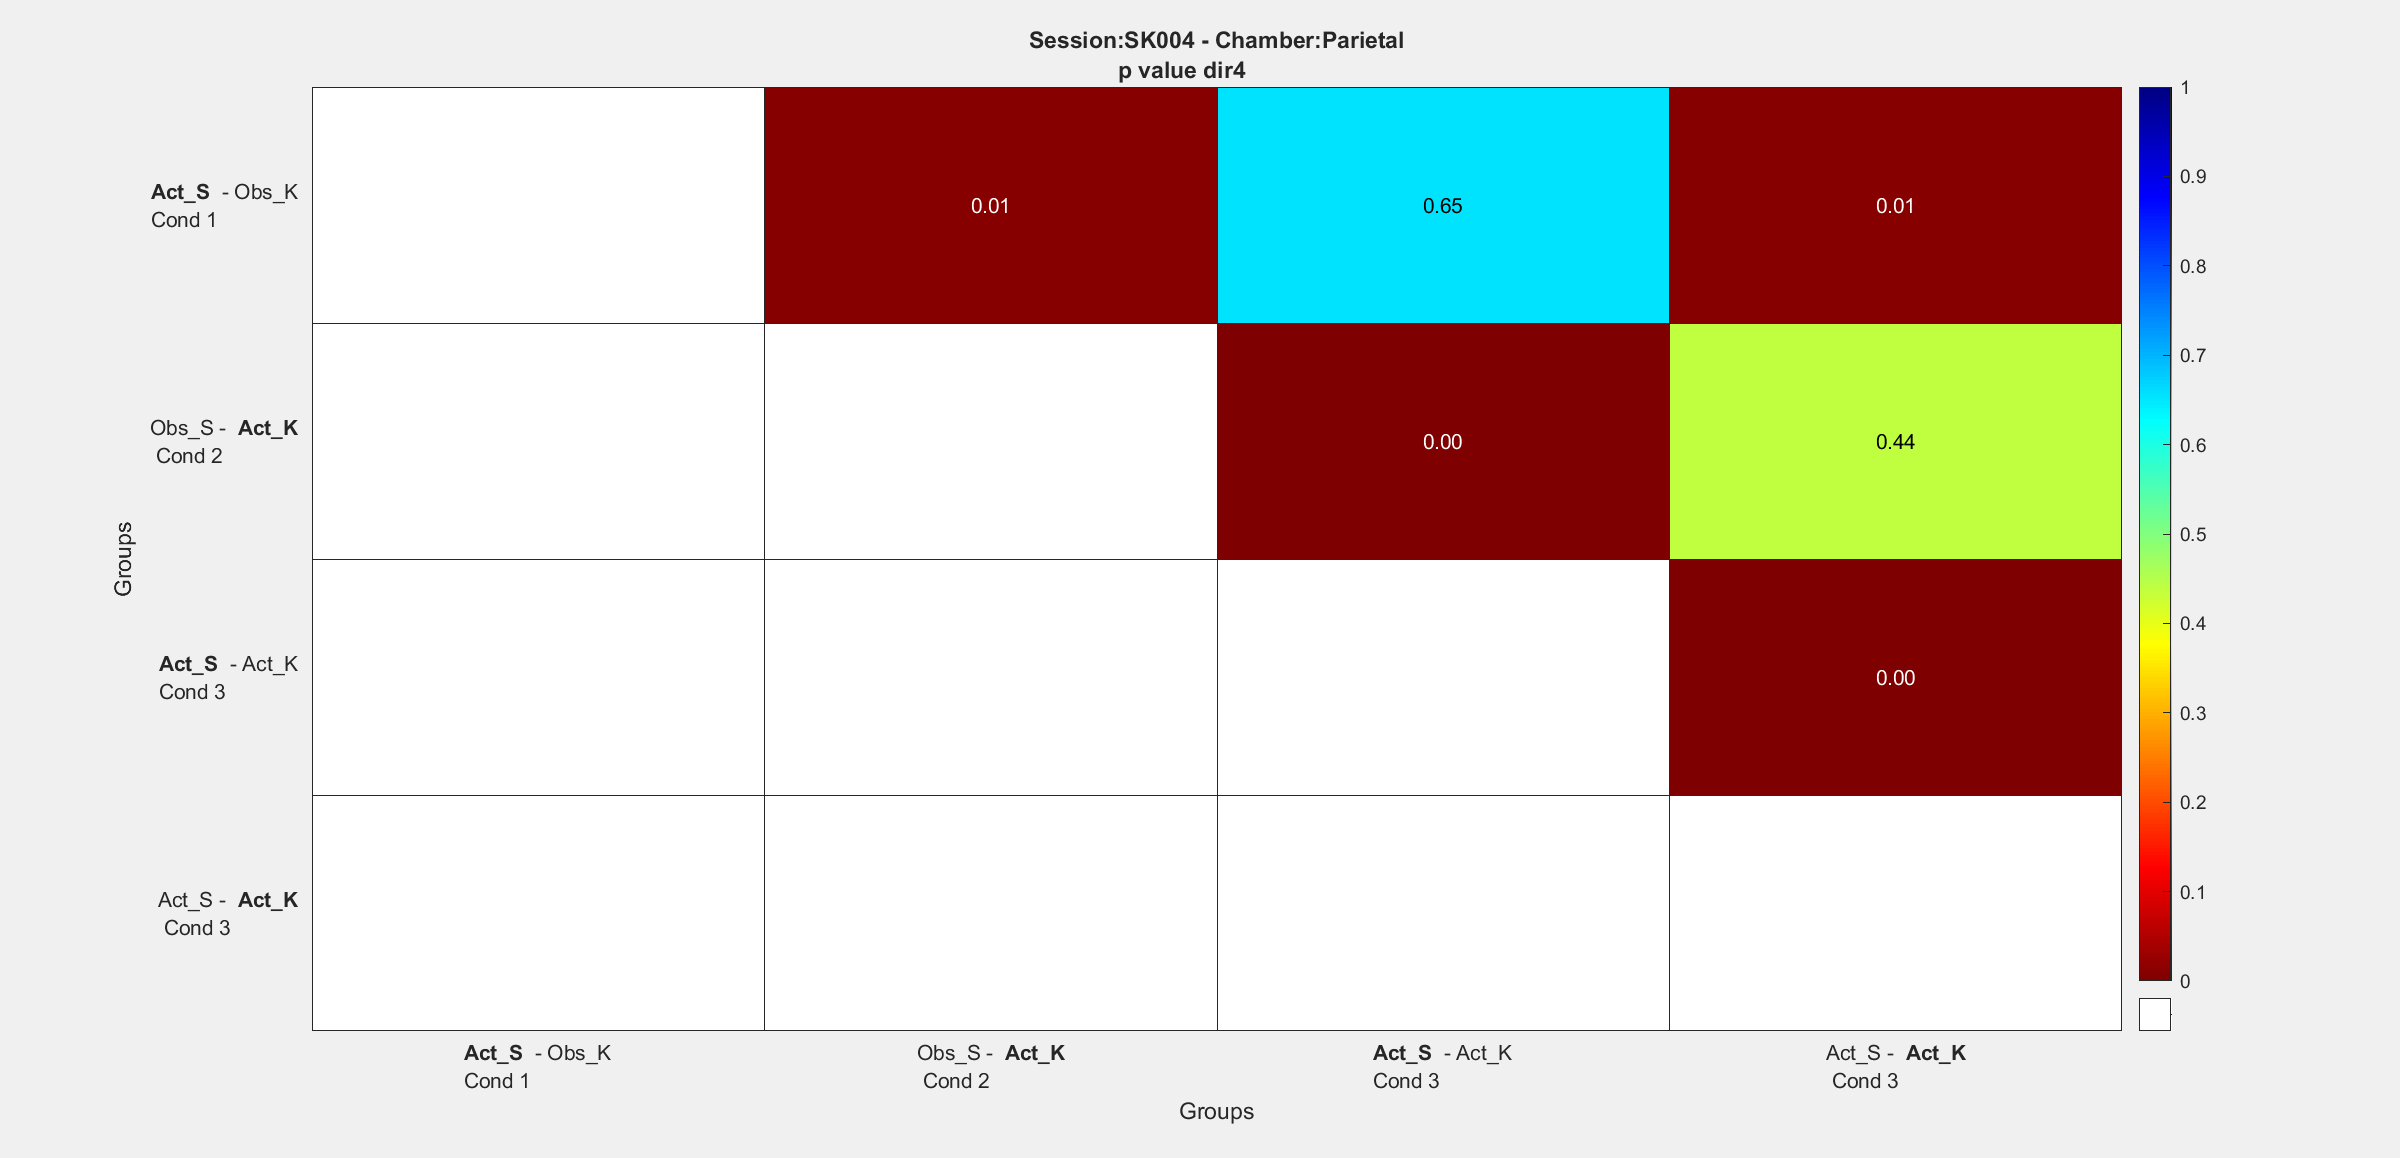 Session:SK004 - Chamber:Parietal
p value dir4
Act_S - Obs_K
Cond 1
0.01
0.65
0.01
Obs_S - Act_K
Cond 2
0.00
0.44
Act_S - Act_K
Cond 3
0.00
Act_S - Act_K
Cond 3
Groups
Act_S - Obs_K
Cond 1
Obs_S - Act_K
Cond 2
Act_S - Act_K
Cond 3
Act_S - Act_K
Cond 3
Groups
1
0.9
0.8
0.7
0.6
0.5
0.4
0.3
0.2
0.1
0